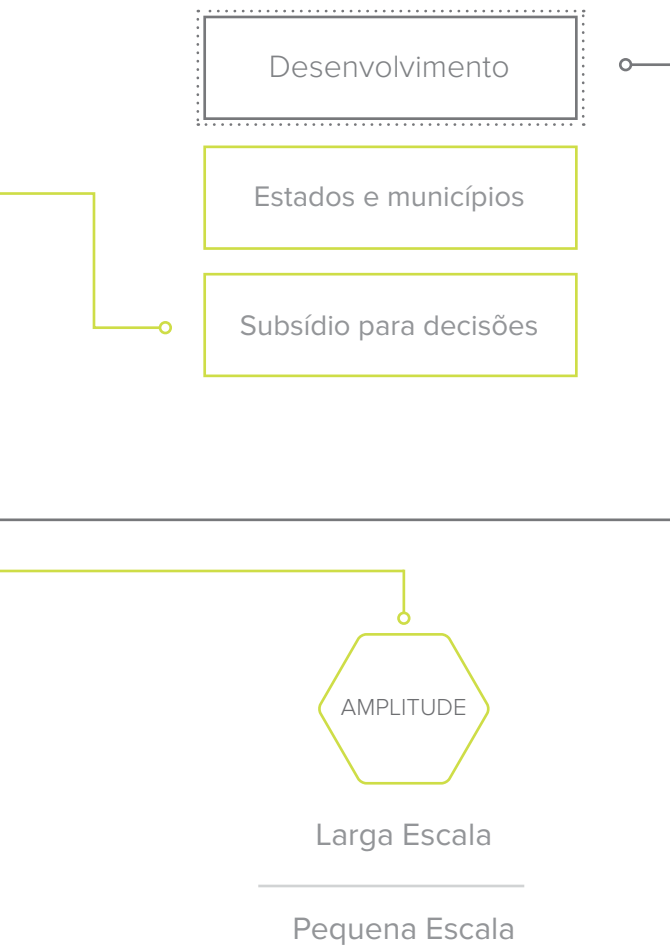 Desenvolvimento
Estados e municípios
Subsídio para decisões
AMPLITUDE
Larga Escala
Pequena Escala